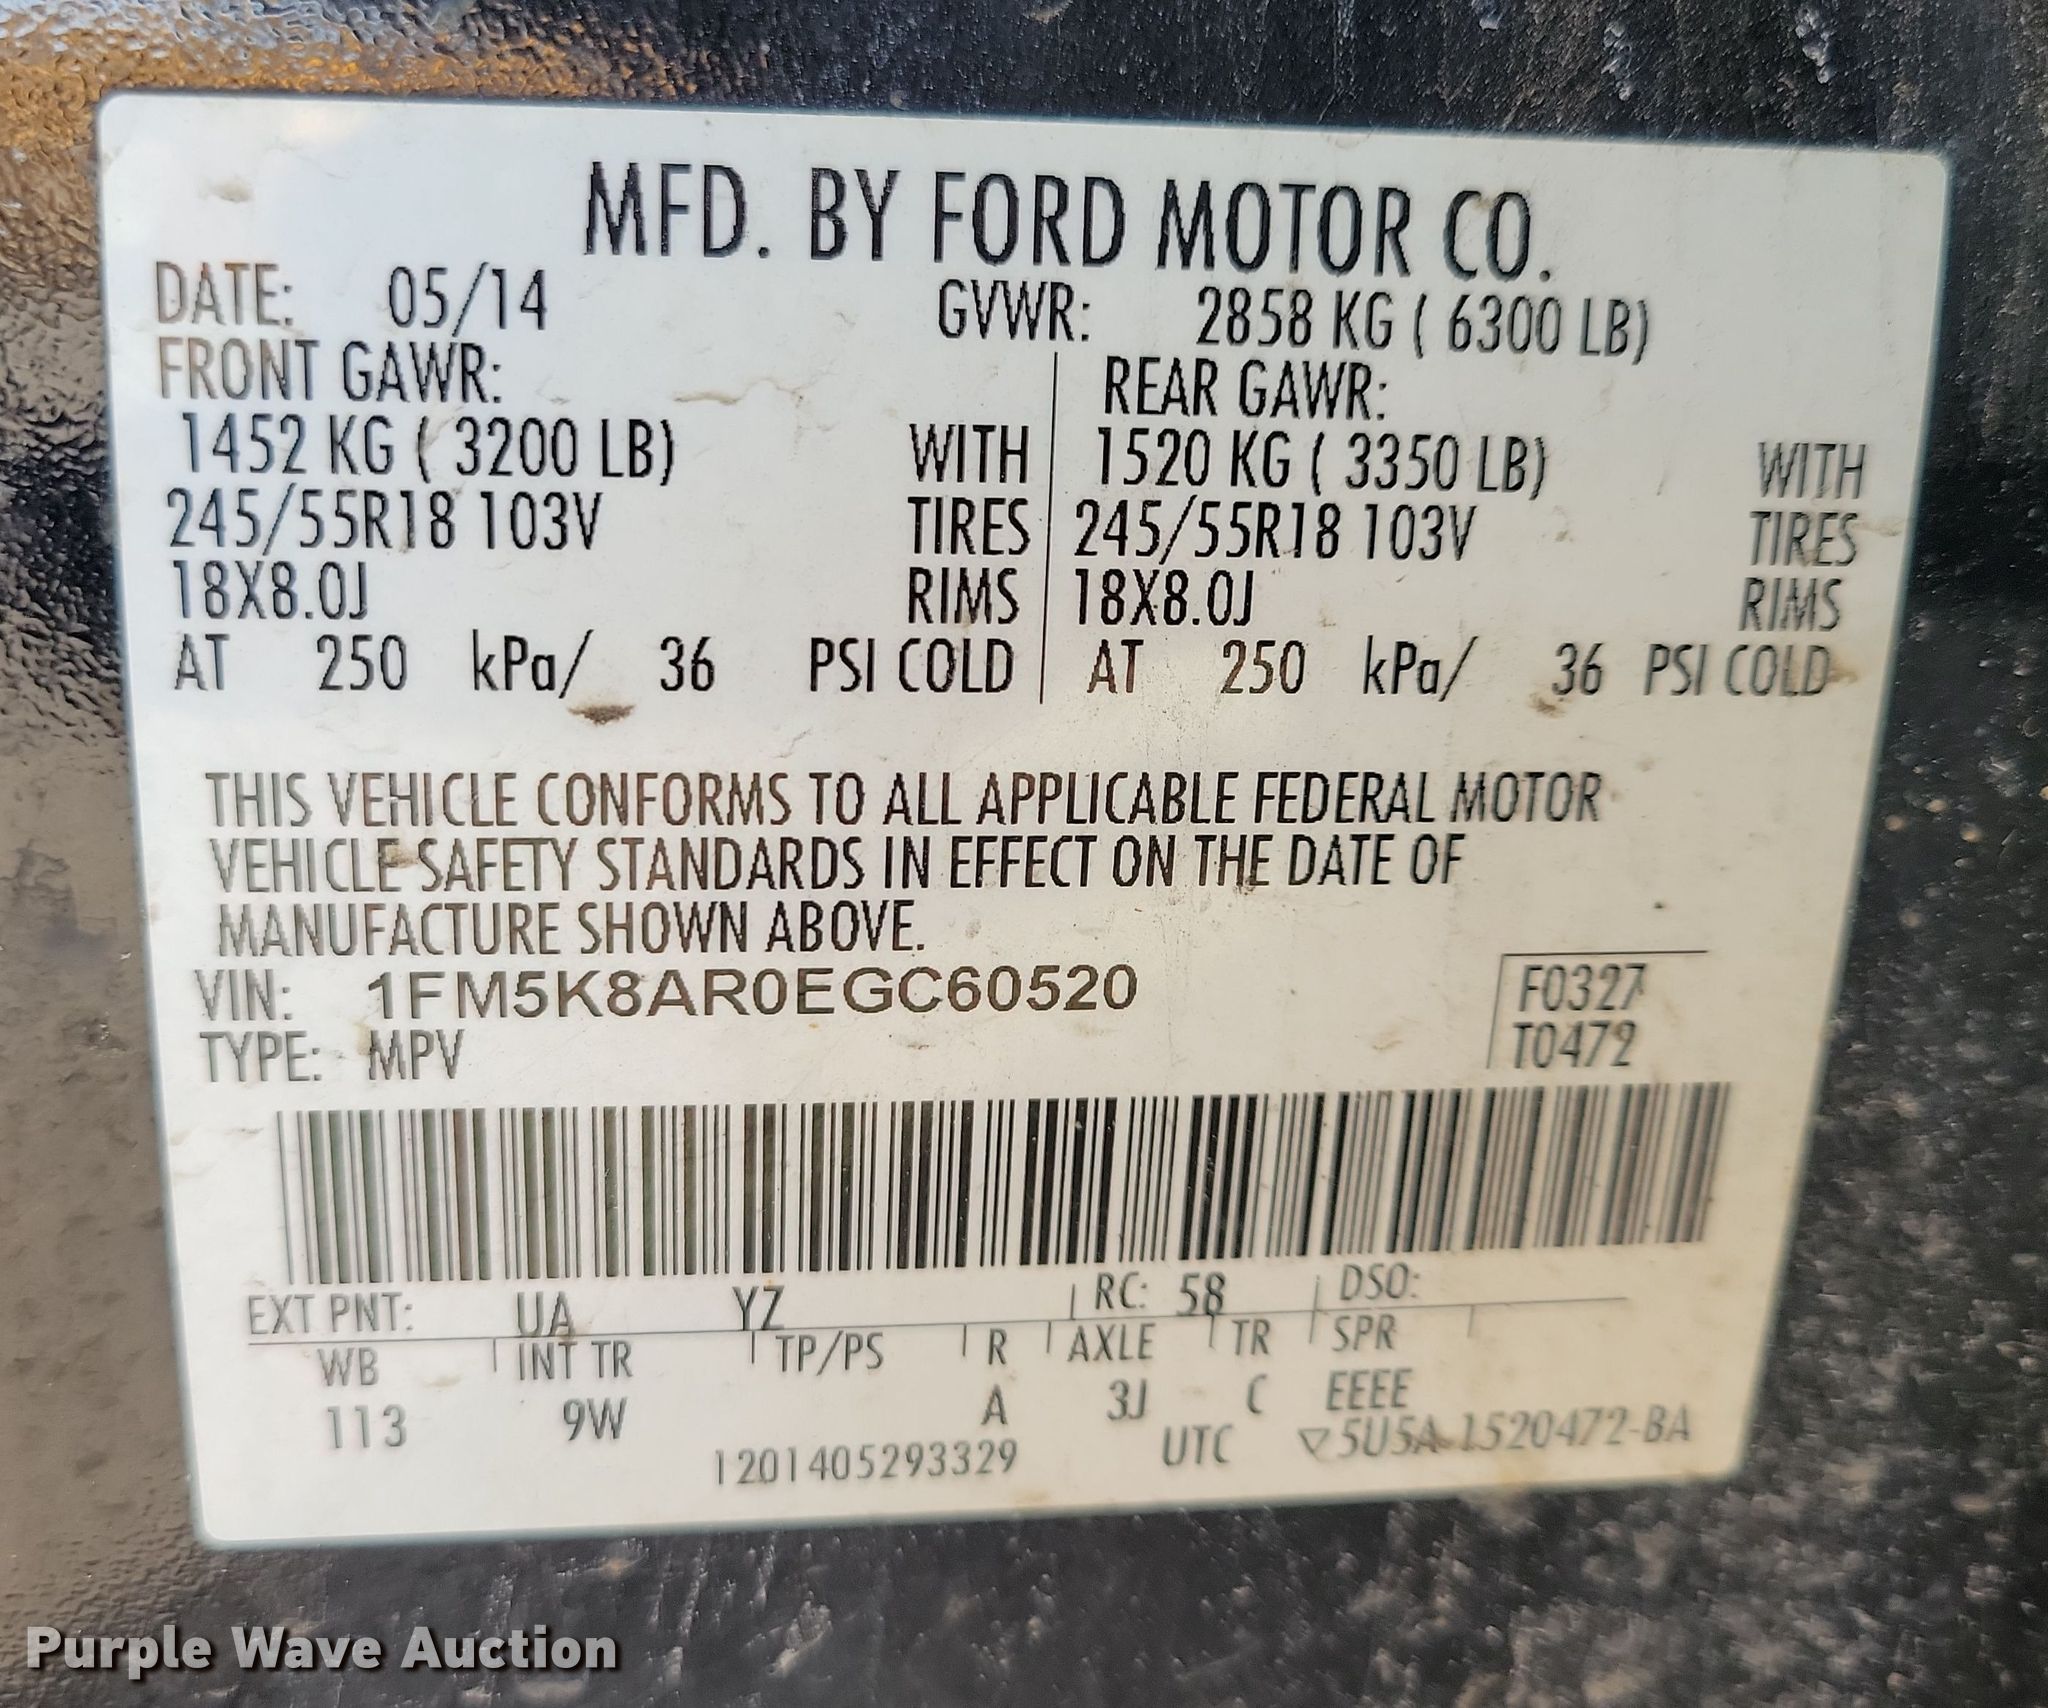 MFD. BY FORD MOTOR CO.
DATE: 05/14 GVWR: 2858 KG ( 6300 LB)
FRONT GAWR: REAR GAWR:
1452 KG ( 3200 LB) WITH 1520 KG ( 3350 LB) WITH
245/55R18 103V TIRES 245/55R18 103V TIRES
18X8.0J RIMS 18X8.0J RIMS
AT 250 kPa/ 36 PSI COLD AT 250 kPa/ 36 PSI COLD
THIS VEHICLE CONFORMS TO ALL APPLICABLE FEDERAL MOTOR
VEHICLE SAFETY STANDARDS IN EFFECT ON THE DATE OF
MANUFACTURE SHOWN ABOVE.
VIN: 1FM5K8AR0EGC60520 F0327
TYPE: MPV T0472
EXT PNT: UA YZ RC: 58 DSO:
WB INT TR TP/PS R AXLE TR SPR
113 9W A 3J C EEEE
1201405293329 UTC ▽5U5A-1520472-BA
Purple Wave Auction